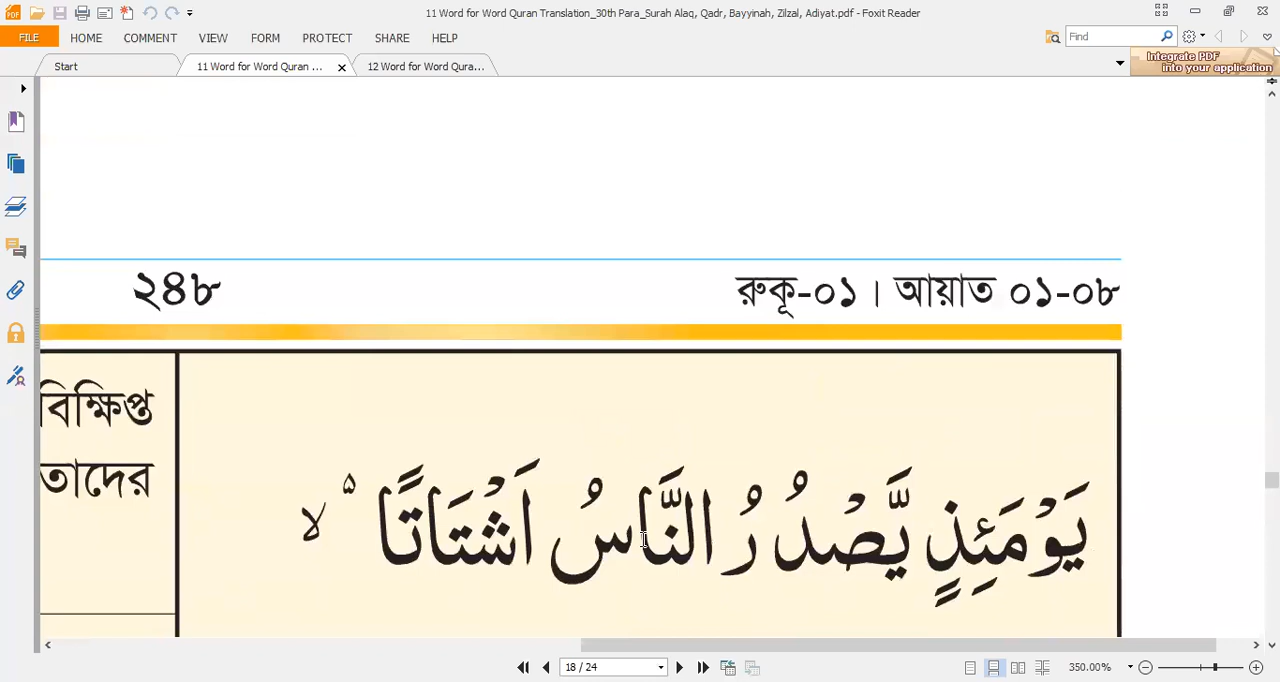 11 Word for Word Quran Translation_30th Para_Surah Alaq, Qadr, Bayyinah, Zilzal, Adiyat.pdf - Foxit Reader
FILE HOME COMMENT VIEW FORM PROTECT SHARE HELP Find
Start 11 Word for Word Quran ... 12 Word for Word Qura...
Integrate PDF
into your application
২৪৮ রুকূ-০১। আয়াত ০১-০৮
বিক্ষিপ্ত
তাদের
يَوْمَئِذٍ يَّصْدُرُ النَّاسُ اَشْتَاتًا ۵ لا
18 / 24 350.00%